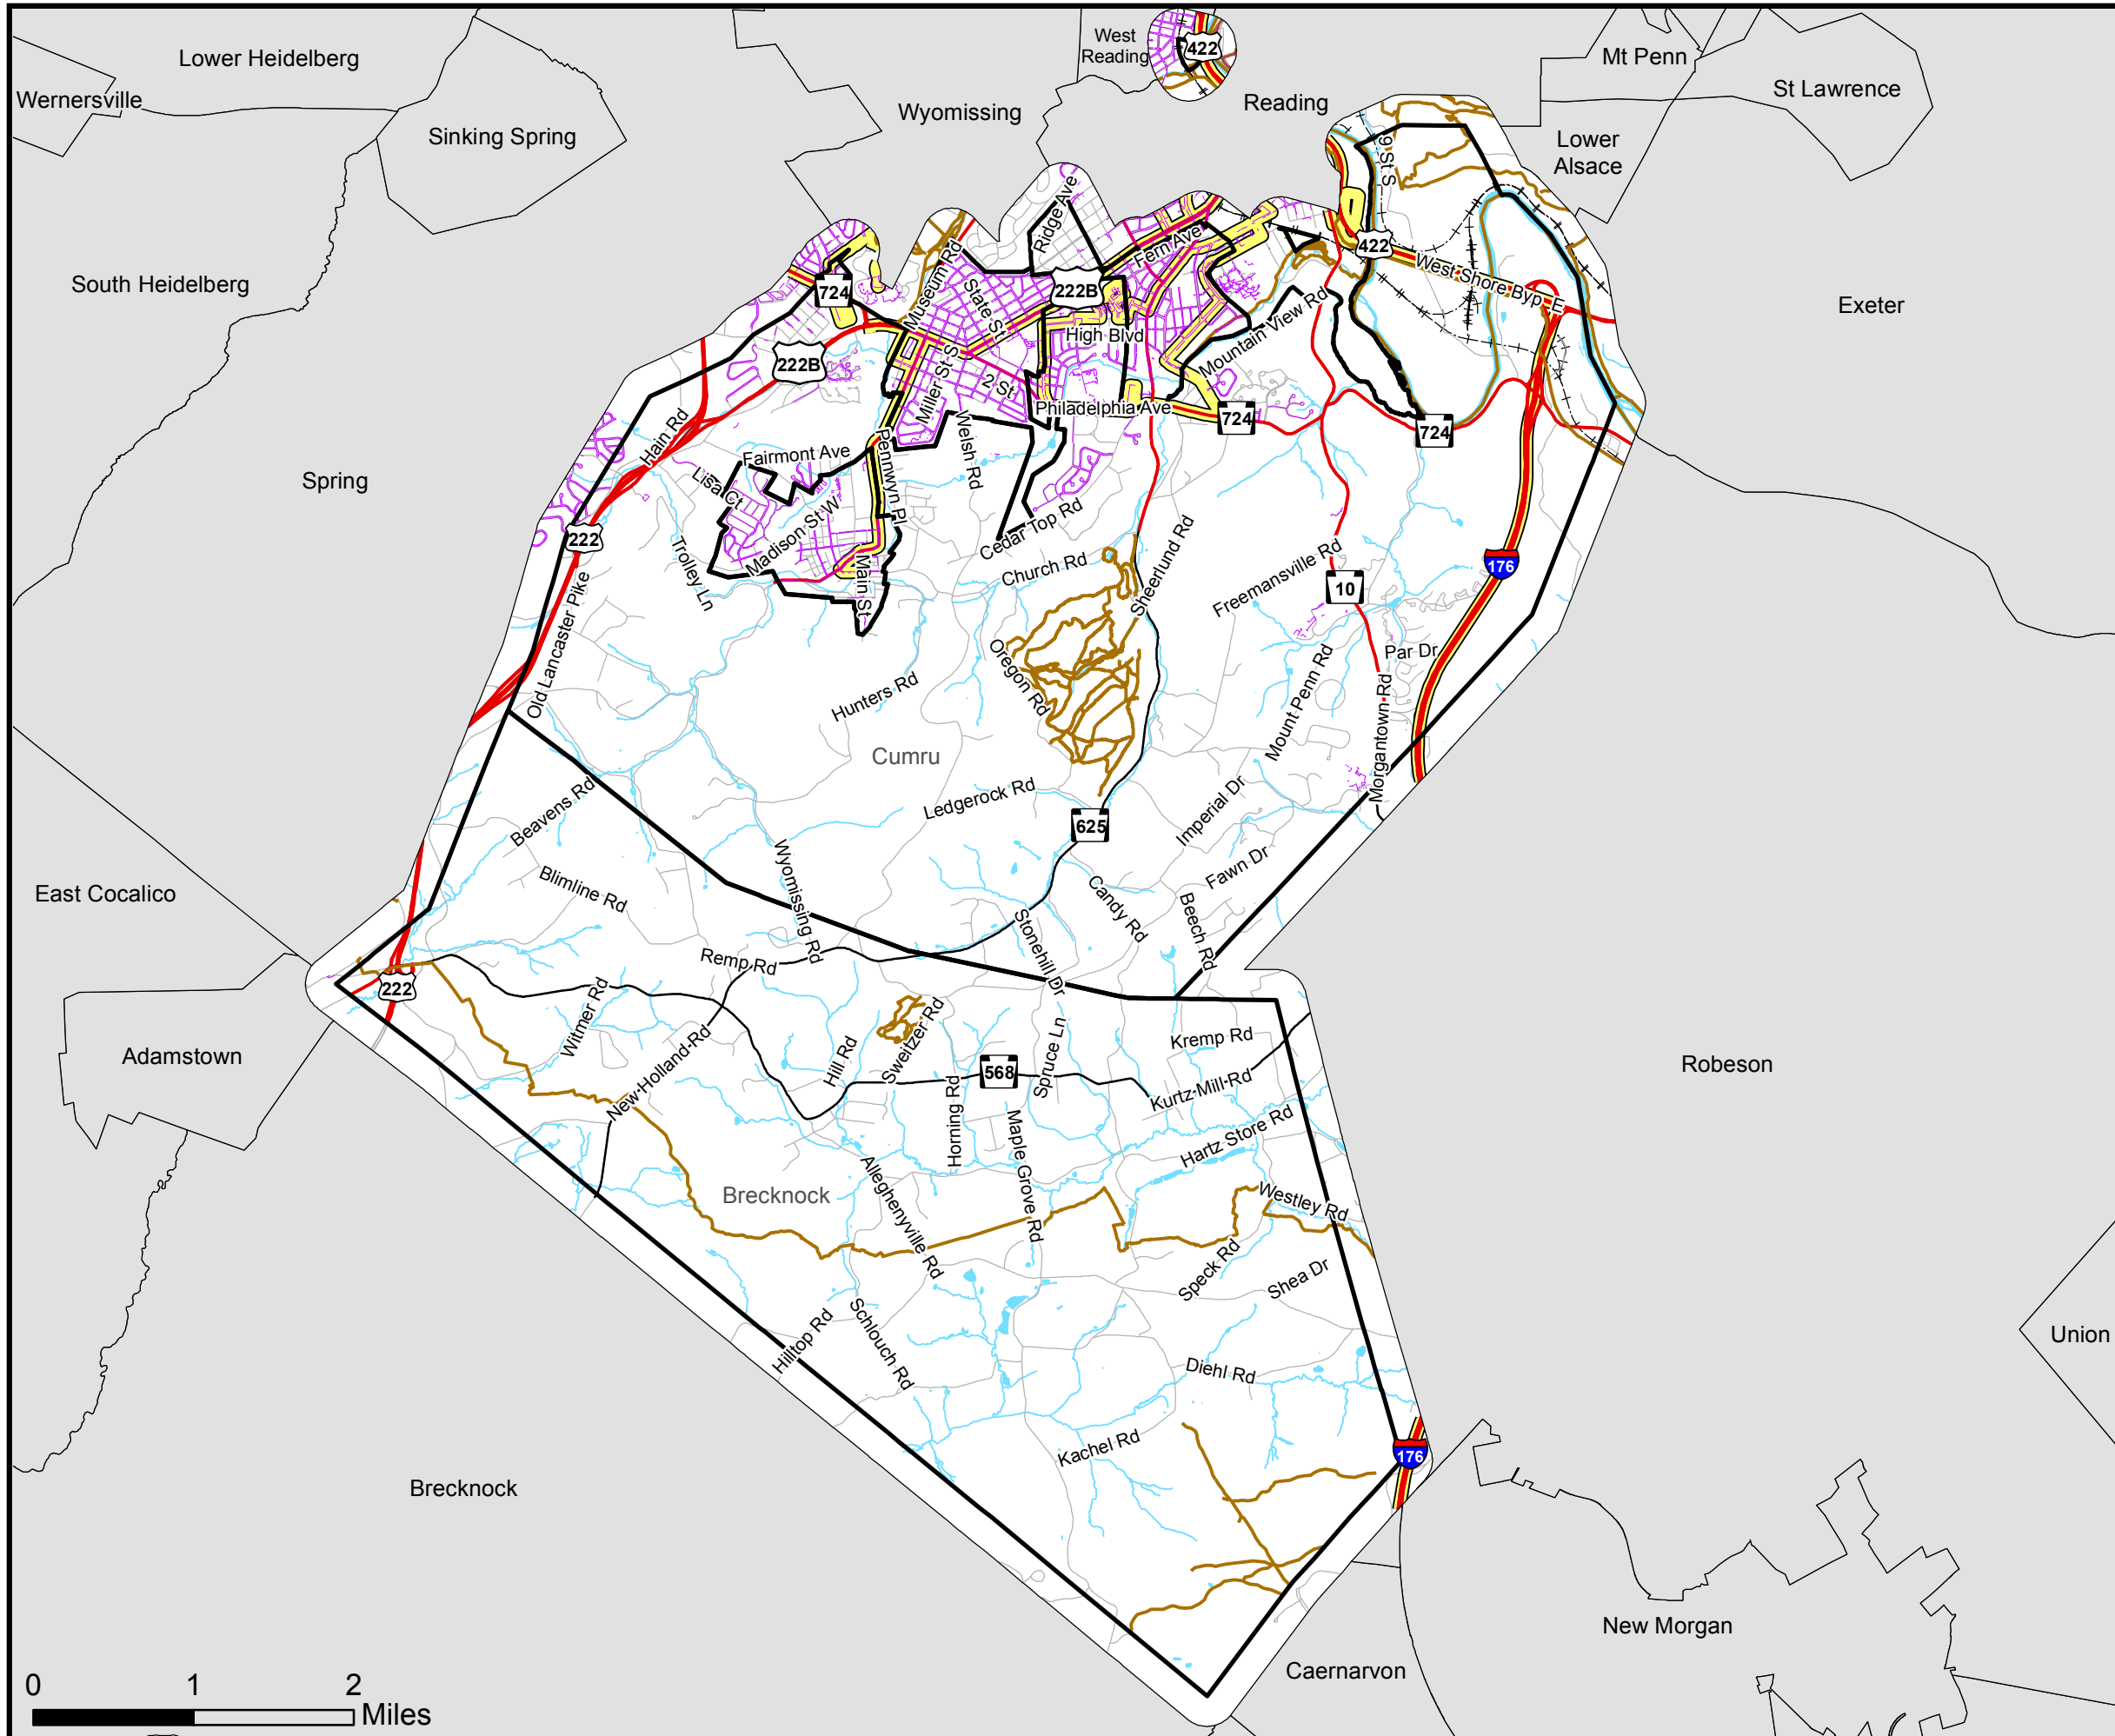 Lower Heidelberg
West
Reading
422
Mt Penn
Wernersville
St Lawrence
Sinking Spring
Wyomissing
Reading
Lower
Alsace
9 St S
South Heidelberg
Ridge Ave
Fern Ave
422
West Shore Byp E
Exeter
724
Museum Rd
State St
222B
High Blvd
Mountain View Rd
222B
Miller St S
2 St
Philadelphia Ave
724
724
Hain Rd
Welsh Rd
Spring
Fairmont Ave
Pennwyn Pl
Lisa Ct
Madison St W
Cedar Top Rd
222
Trolley Ln
Main St
Church Rd
Sheerlund Rd
Freemansville Rd
176
10
Old Lancaster Pike
Oregon Rd
Par Dr
Hunters Rd
Mount Penn Rd
Morgantown Rd
Cumru
Beavens Rd
Ledgerock Rd
625
Imperial Dr
Blimline Rd
Wyomissing Rd
Fawn Dr
East Cocalico
Candy Rd
Beech Rd
Stonehill Dr
Remp Rd
222
Witmer Rd
Adamstown
New Holland Rd
Hill Rd
Sweitzer Rd
Spruce Ln
Kremp Rd
Robeson
568
Horning Rd
Kurtz Mill Rd
Maple Grove Rd
Hartz Store Rd
Brecknock
Alleghenyville Rd
Westley Rd
Speck Rd
Shea Dr
Hilltop Rd
Schlouch Rd
Union
Diehl Rd
Kachel Rd
176
Brecknock
New Morgan
Caernarvon
0 1 2
Miles